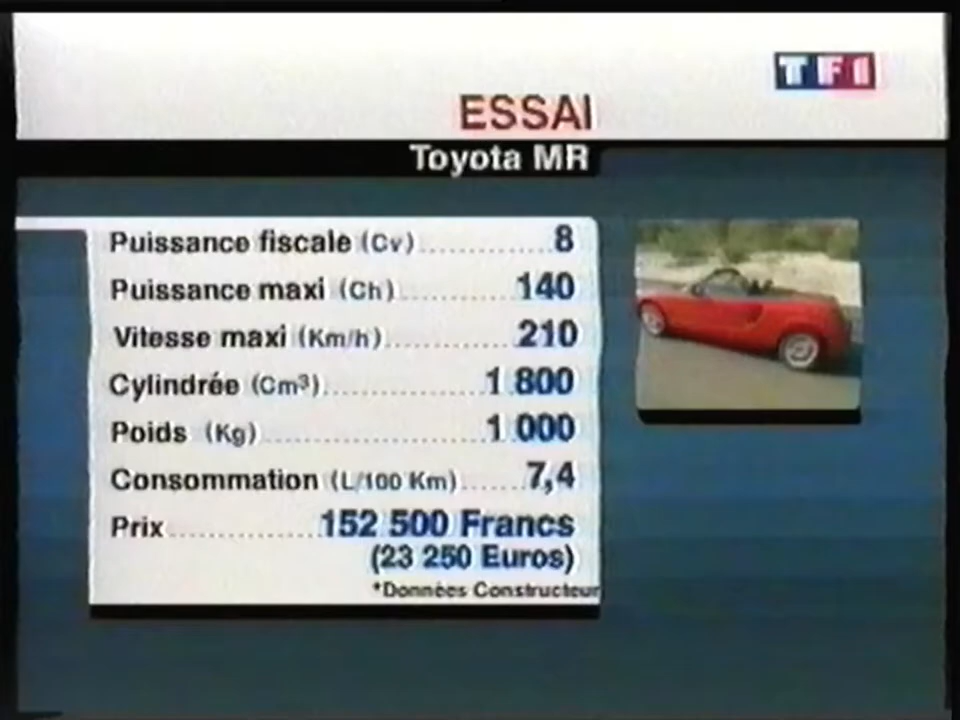 TF1
ESSAI
Toyota MR
Puissance fiscale (Cv)..............8
Puissance maxi (Ch)..............140
Vitesse maxi (Km/h)..............210
Cylindrée (Cm³)..............1 800
Poids (Kg)..............1 000
Consommation (L/100 Km)......7,4
Prix..............152 500 Francs
(23 250 Euros)
*Données Constructeur